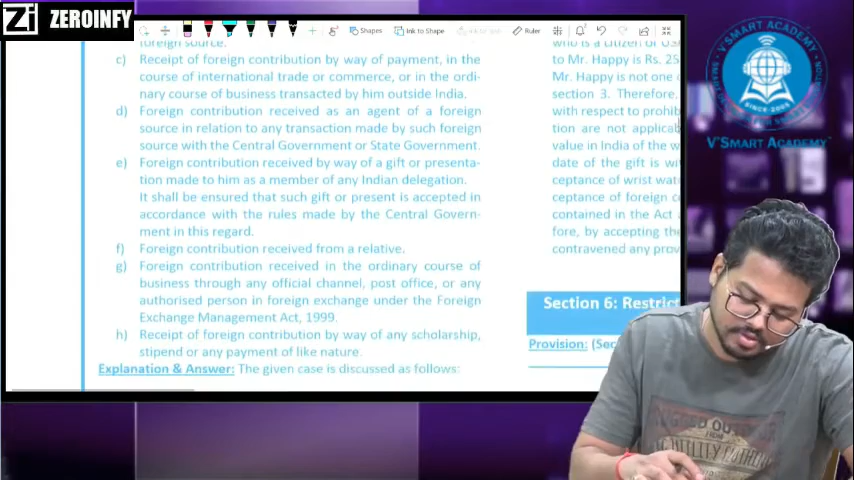 ZEROINFY
Shapes
Ink to Shape
Ruler
foreign source.
c) Receipt of foreign contribution by way of payment, in the
course of international trade or commerce, or in the ordi-
nary course of business transacted by him outside India.
d) Foreign contribution received as an agent of a foreign
source in relation to any transaction made by such foreign
source with the Central Government or State Government.
e) Foreign contribution received by way of a gift or presenta-
tion made to him as a member of any Indian delegation.
It shall be ensured that such gift or present is accepted in
accordance with the rules made by the Central Govern-
ment in this regard.
f) Foreign contribution received from a relative.
g) Foreign contribution received in the ordinary course of
business through any official channel, post office, or any
authorised person in foreign exchange under the Foreign
Exchange Management Act, 1999.
h) Receipt of foreign contribution by way of any scholarship,
stipend or any payment of like nature.
Explanation & Answer: The given case is discussed as follows:
who is a citizen of U.S
to Mr. Happy is Rs. 25
Mr. Happy is not one o
section 3. Therefore.
with respect to prohib
tion are not applicab
value in India of the w
date of the gift is wi
ceptance of wrist wat
ceptance of foreign c
contained in the Act
fore, by accepting the
contravened any prov
Section 6: Restrict
Provision: (Sec
V'SMART ACADEMY
SINCE-2005
V'SMART ACADEMY
RUGGED OUTDOOR
FROM